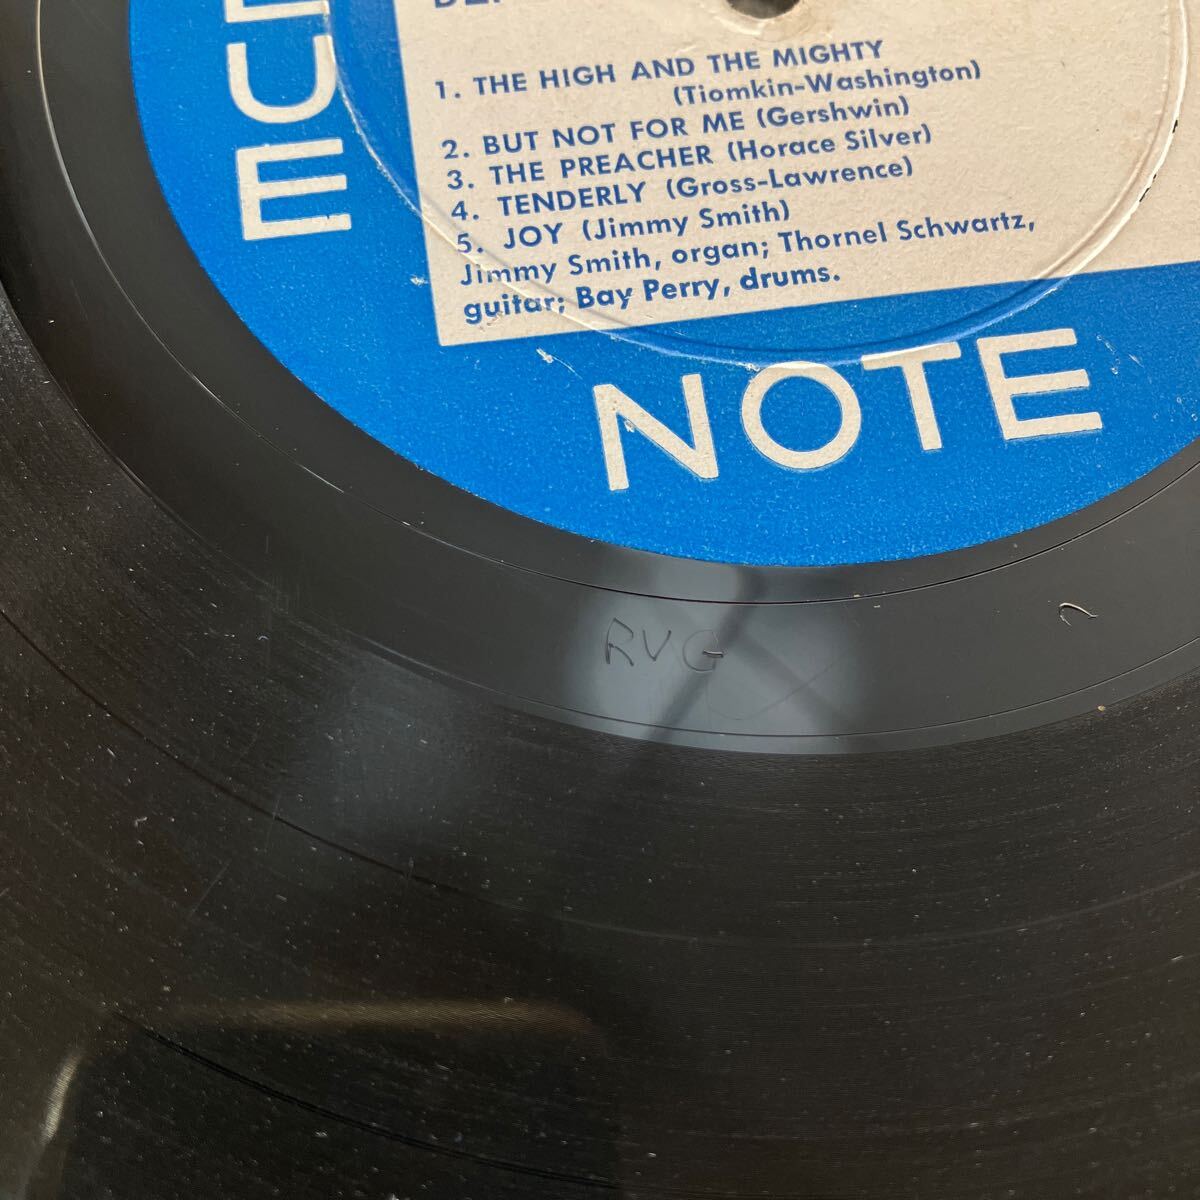 UE
1. THE HIGH AND THE MIGHTY
(Tiomkin-Washington)
2. BUT NOT FOR ME (Gershwin)
3. THE PREACHER (Horace Silver)
4. TENDERLY (Gross-Lawrence)
5. JOY (Jimmy Smith)
Jimmy Smith, organ; Thornel Schwartz,
guitar; Bay Perry, drums.
NOTE
RVG